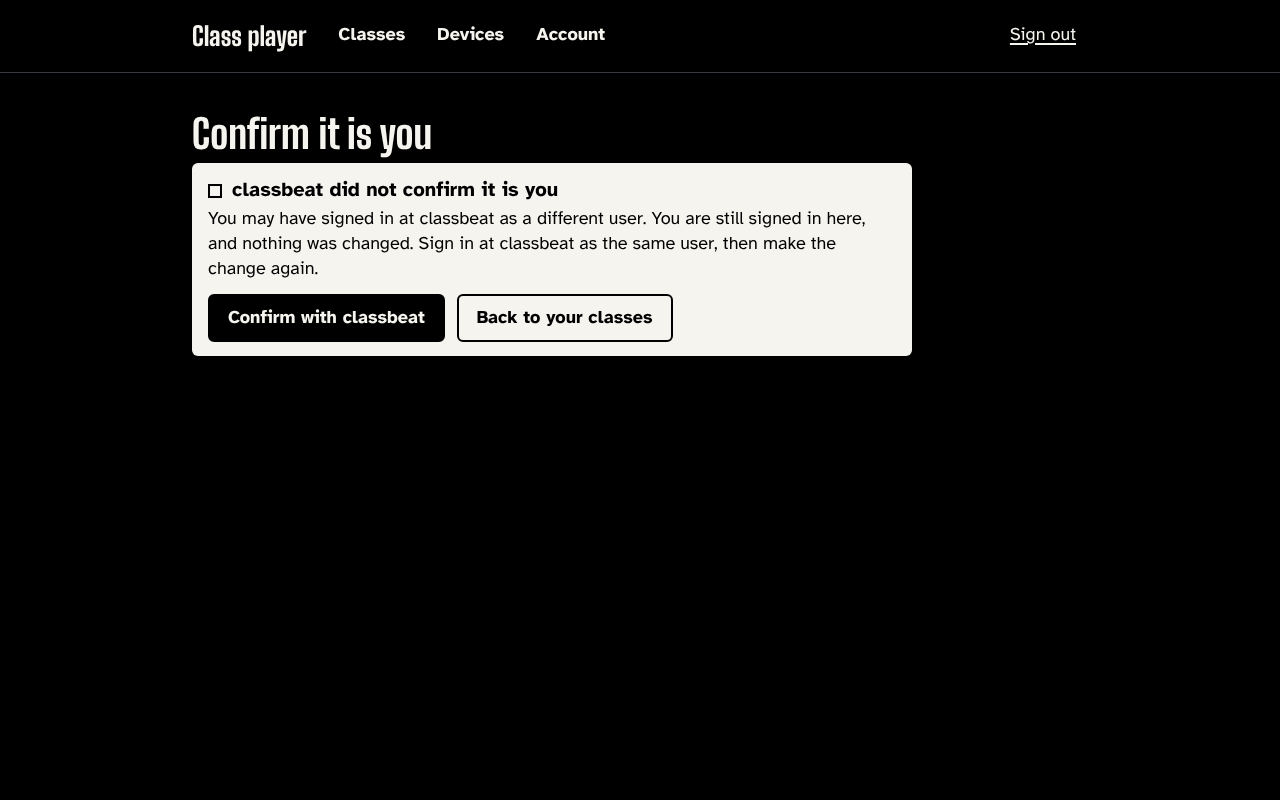 Class player Classes Devices Account Sign out
Confirm it is you
classbeat did not confirm it is you
You may have signed in at classbeat as a different user. You are still signed in here,
and nothing was changed. Sign in at classbeat as the same user, then make the
change again.
Confirm with classbeat Back to your classes